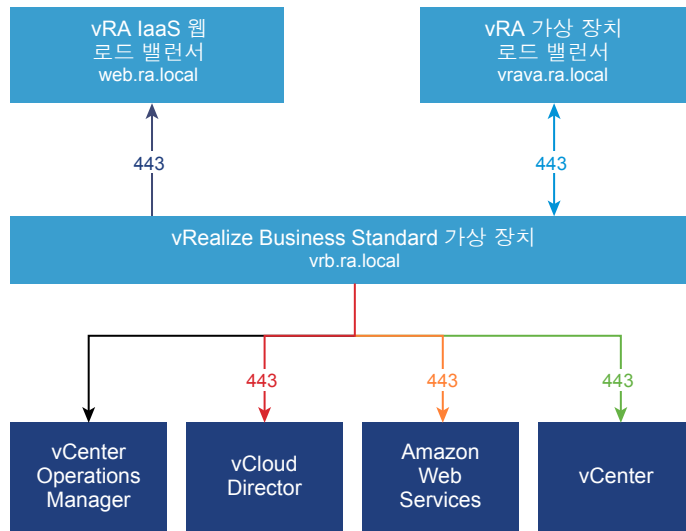 vRA IaaS 웹
로드 밸런서
web.ra.local
vRA 가상 장치
로드 밸런서
vrava.ra.local
443
443
vRealize Business Standard 가상 장치
vrb.ra.local
443
443
443
vCenter
Operations
Manager
vCloud
Director
Amazon
Web
Services
vCenter